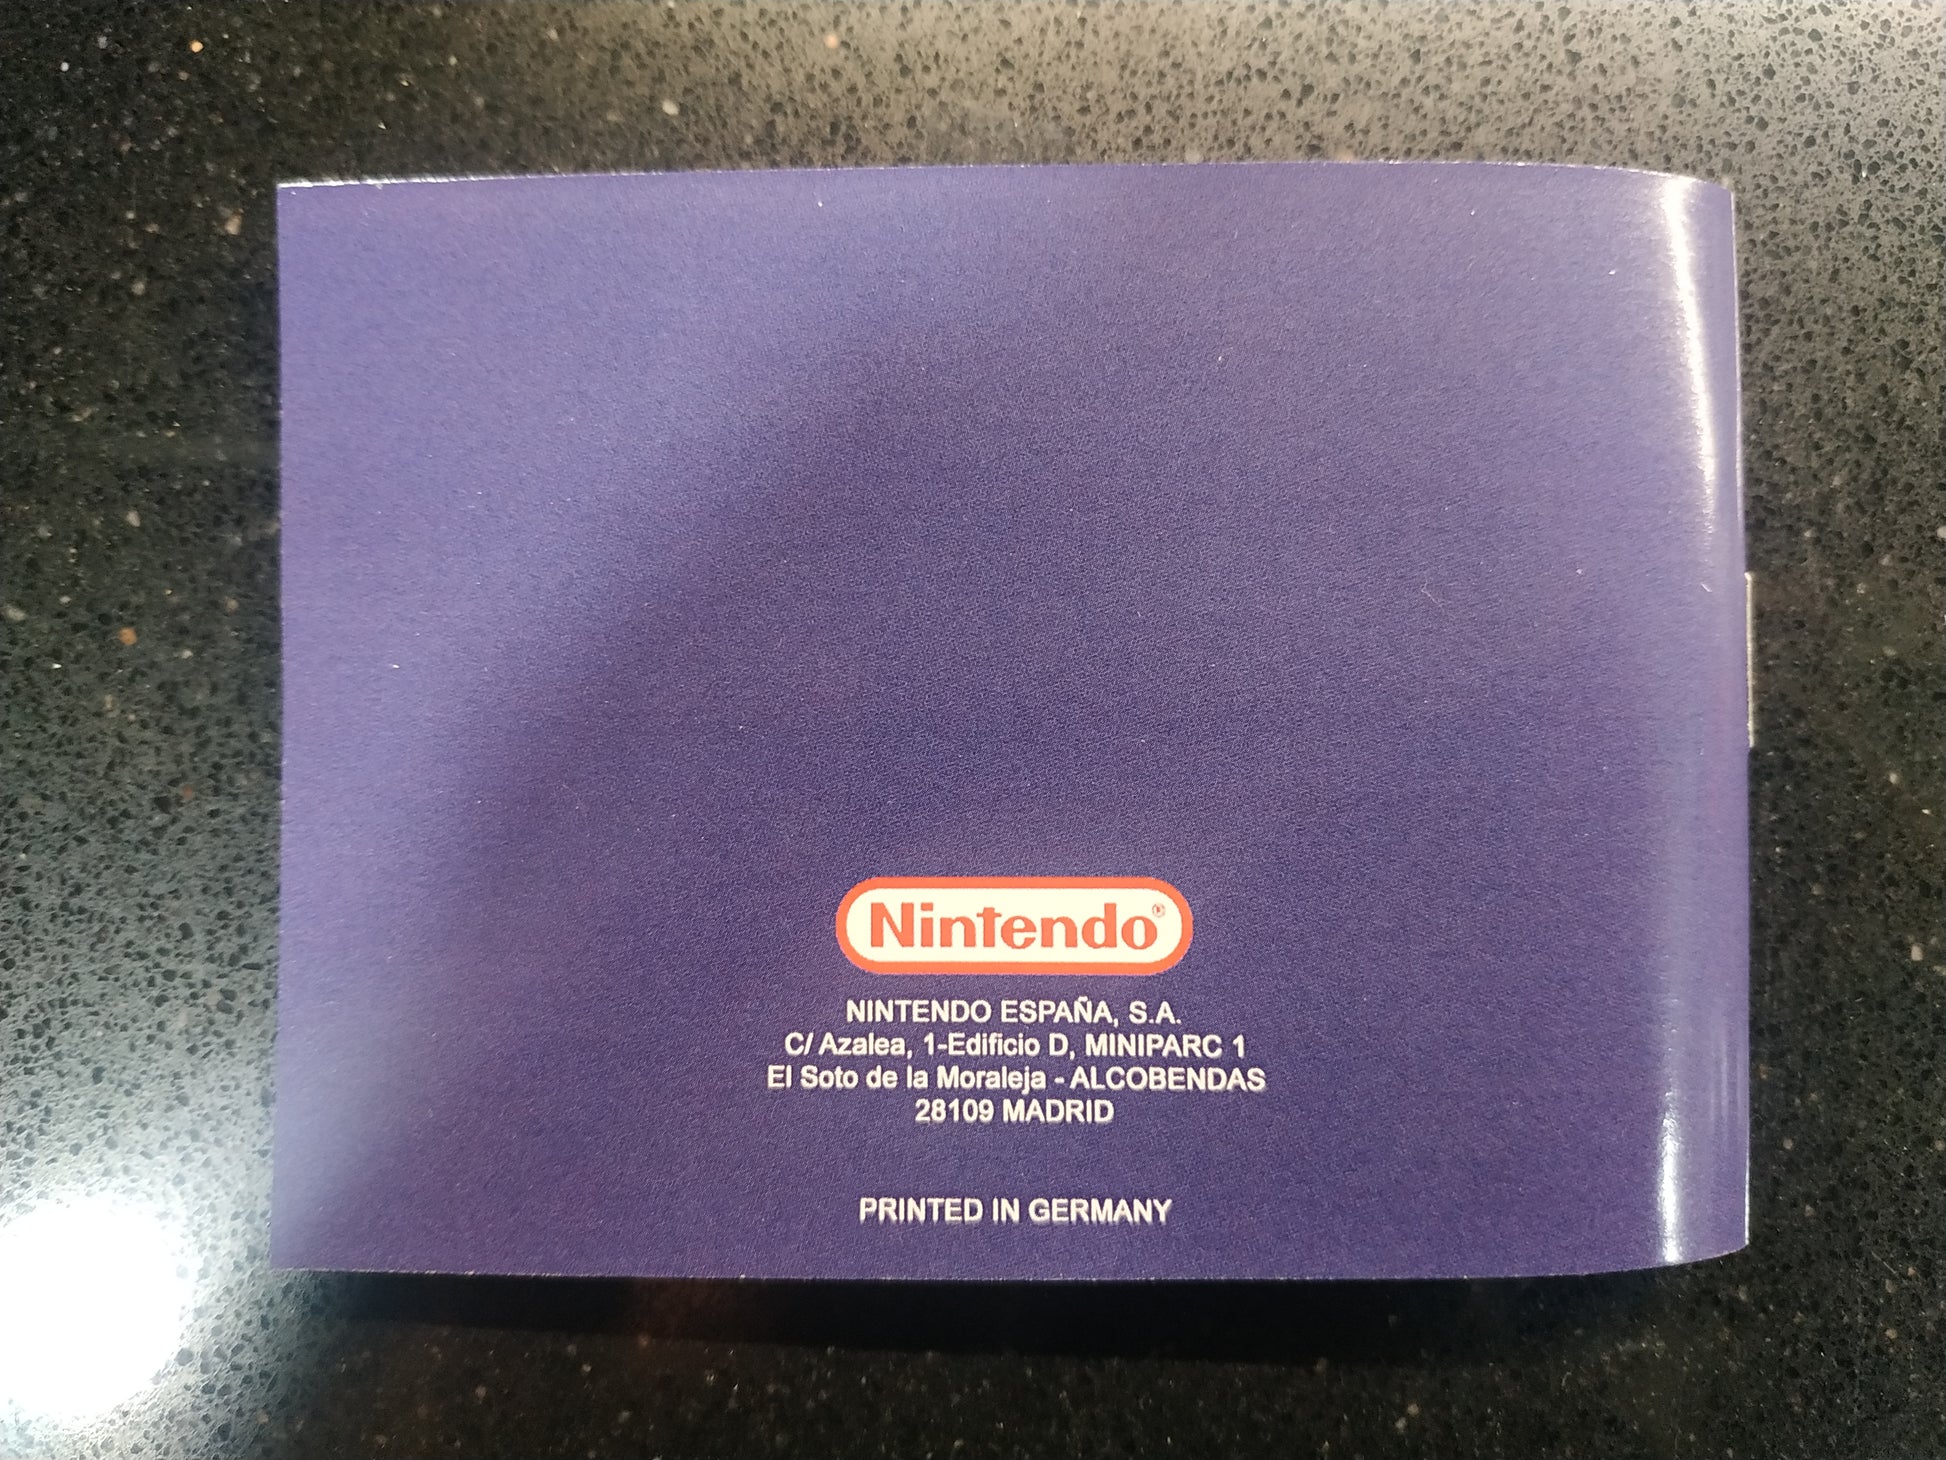 Nintendo®
NINTENDO ESPAÑA, S.A.
C/ Azalea, 1-Edificio D, MINIPARC 1
El Soto de la Moraleja - ALCOBENDAS
28109 MADRID
PRINTED IN GERMANY